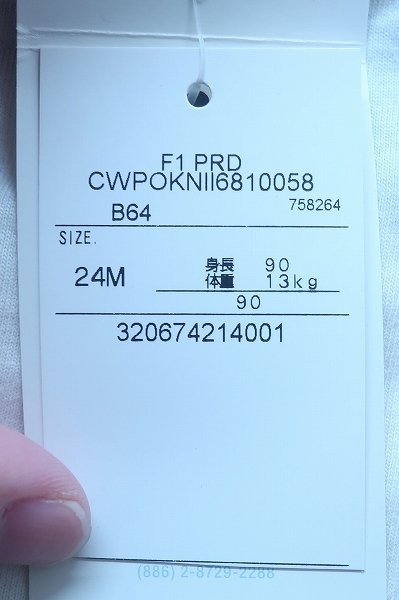 F1 PRD
CWPOKNII6810058
B64 758264
SIZE.
24M
身長 90
体重 13kg
90
320674214001
(886) 2-8729-2288